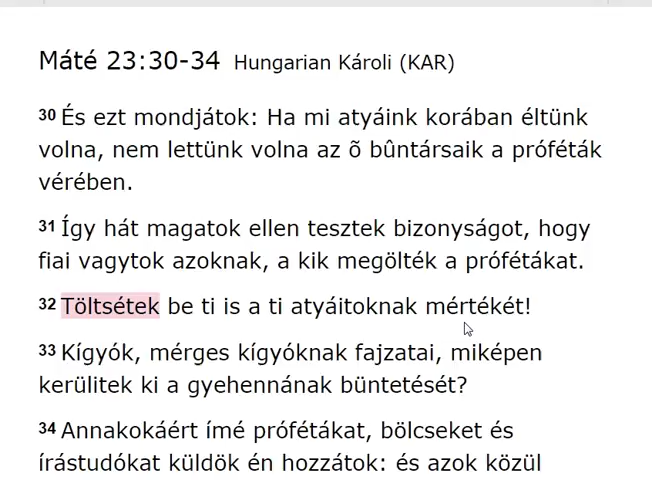 Máté 23:30-34 Hungarian Károli (KAR)
30 És ezt mondjátok: Ha mi atyáink korában éltünk
volna, nem lettünk volna az õ bûntársaik a próféták
vérében.
31 Így hát magatok ellen tesztek bizonyságot, hogy
fiai vagytok azoknak, a kik megölték a prófétákat.
32 Töltsétek be ti is a ti atyáitoknak mértékét!
33 Kígyók, mérges kígyóknak fajzatai, miképen
kerülitek ki a gyehennának büntetését?
34 Annakokáért ímé prófétákat, bölcseket és
írástudókat küldök én hozzátok: és azok közül